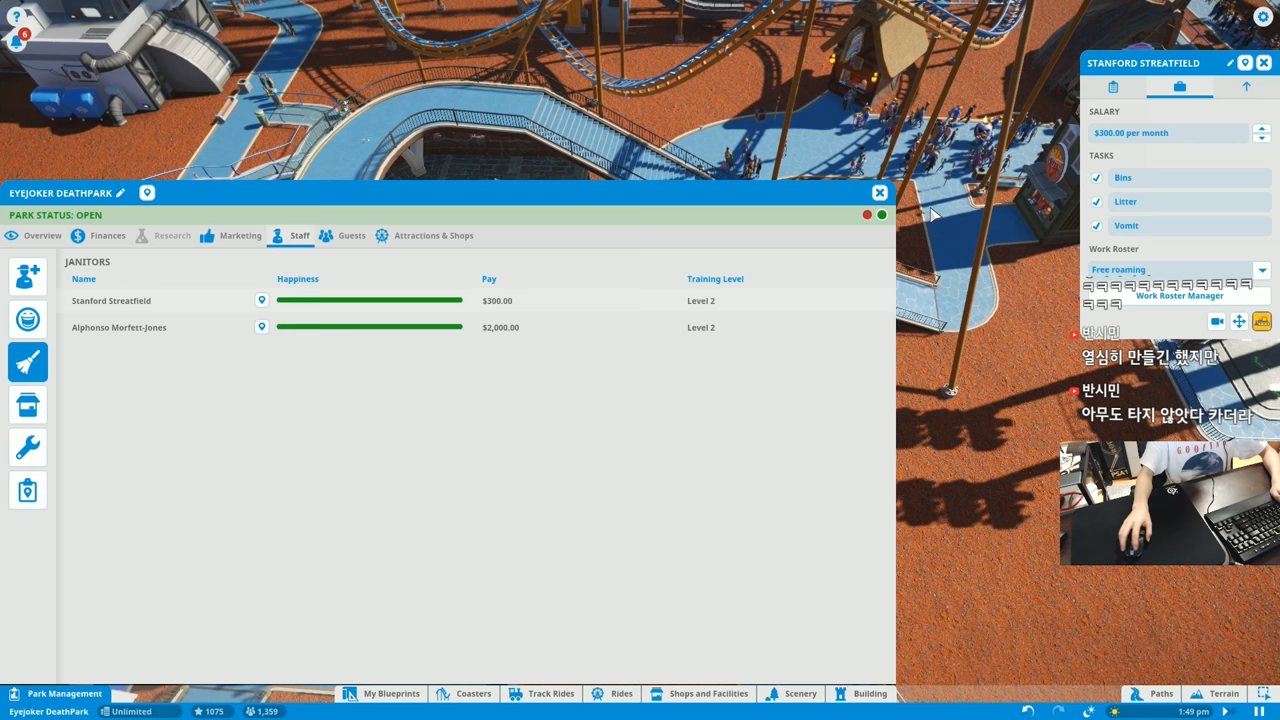 ?
6
STANFORD STREATFIELD
SALARY
$300.00 per month
TASKS
Bins
Litter
Vomit
Work Roster
Free roaming
Work Roster Manager
EYEJOKER DEATHPARK
PARK STATUS: OPEN
Overview
Finances
Research
Marketing
Staff
Guests
Attractions & Shops
JANITORS
Name Happiness Pay Training Level
Stanford Streatfield $300.00 Level 2
Alphonso Morfett-Jones $2,000.00 Level 2
ㅋㅋㅋㅋㅋㅋㅋㅋㅋㅋㅋㅋ
ㅋㅋㅋ
반시민
열심히 만들긴 했지만
반시민
아무도 타지 않앗다 카더라
Park Management
My Blueprints
Coasters
Track Rides
Rides
Shops and Facilities
Scenery
Building
Paths
Terrain
Eyejoker DeathPark
Unlimited
1075
1,359
1:49 pm